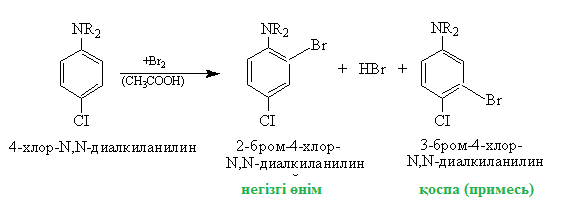 NR₂
NR₂
NR₂
Br
+Br₂
(CH₃COOH)
+ HBr +
Br
Cl
Cl
Cl
4-хлор-N,N-диалкиланилин
2-бром-4-хлор-
N,N-диалкиланилин
3-бром-4-хлор-
N,N-диалкиланилин
негізгі өнім
қоспа (примесь)